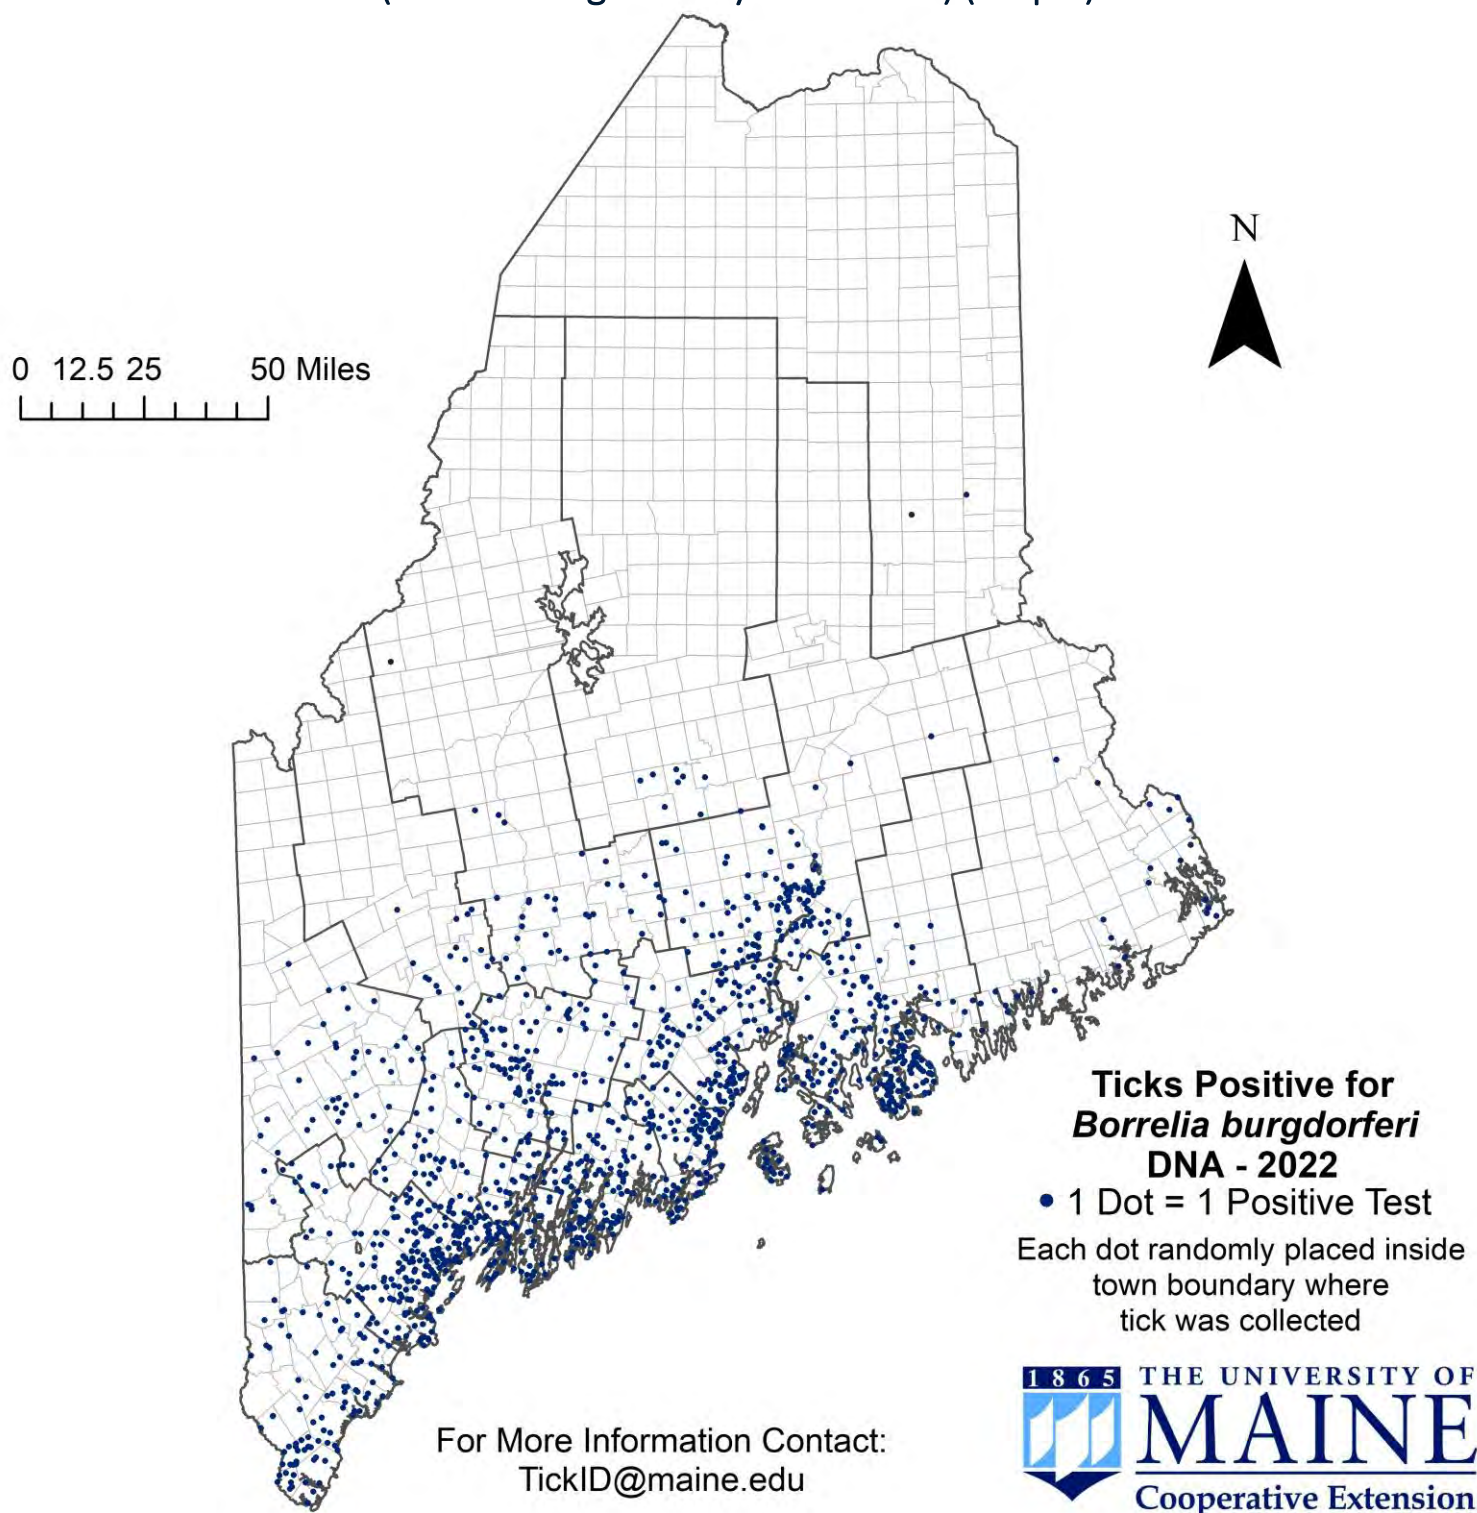 N
0 12.5 25 50 Miles
Ticks Positive for
Borrelia burgdorferi
DNA - 2022
1 Dot = 1 Positive Test
Each dot randomly placed inside
town boundary where
tick was collected
For More Information Contact:
TickID@maine.edu
1865
THE UNIVERSITY OF
MAINE
Cooperative Extension